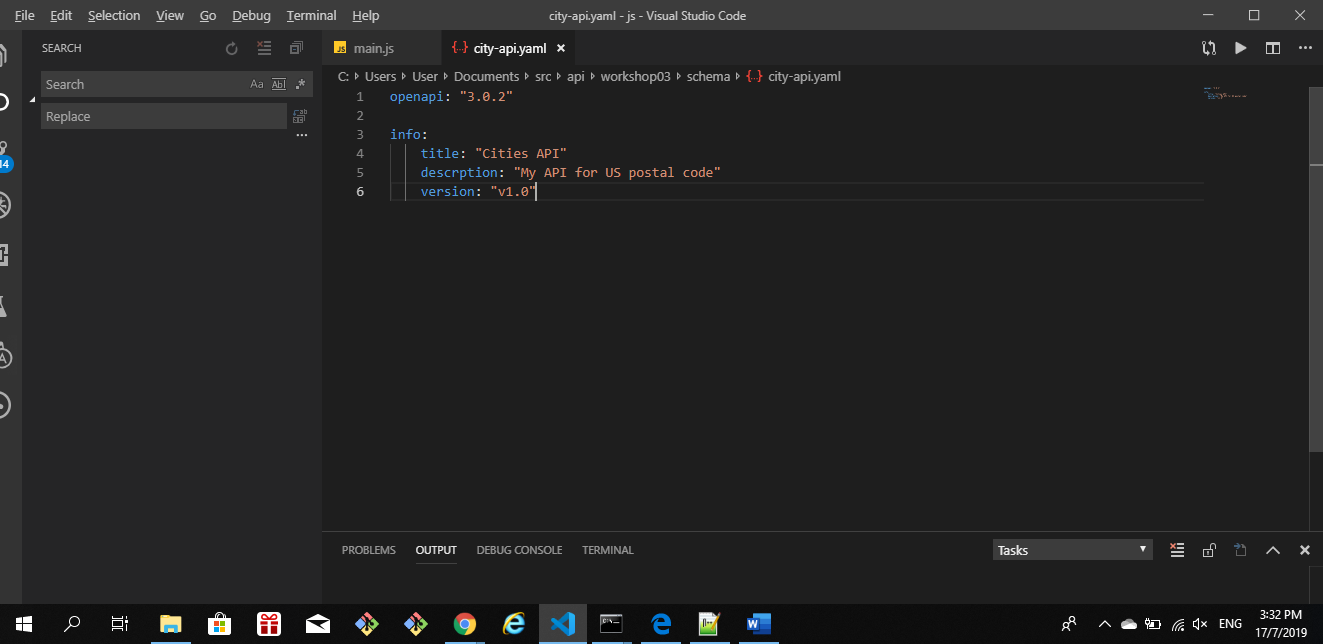 File Edit Selection View Go Debug Terminal Help city-api.yaml - js - Visual Studio Code
SEARCH
JS main.js {..} city-api.yaml ×
Search Aa Abl .*
Replace
14
C: Users User Documents src api workshop03 schema {..} city-api.yaml
1 openapi: "3.0.2"
2
3 info:
4 title: "Cities API"
5 descrption: "My API for US postal code"
6 version: "v1.0"
PROBLEMS OUTPUT DEBUG CONSOLE TERMINAL Tasks
ENG
3:32 PM
17/7/2019